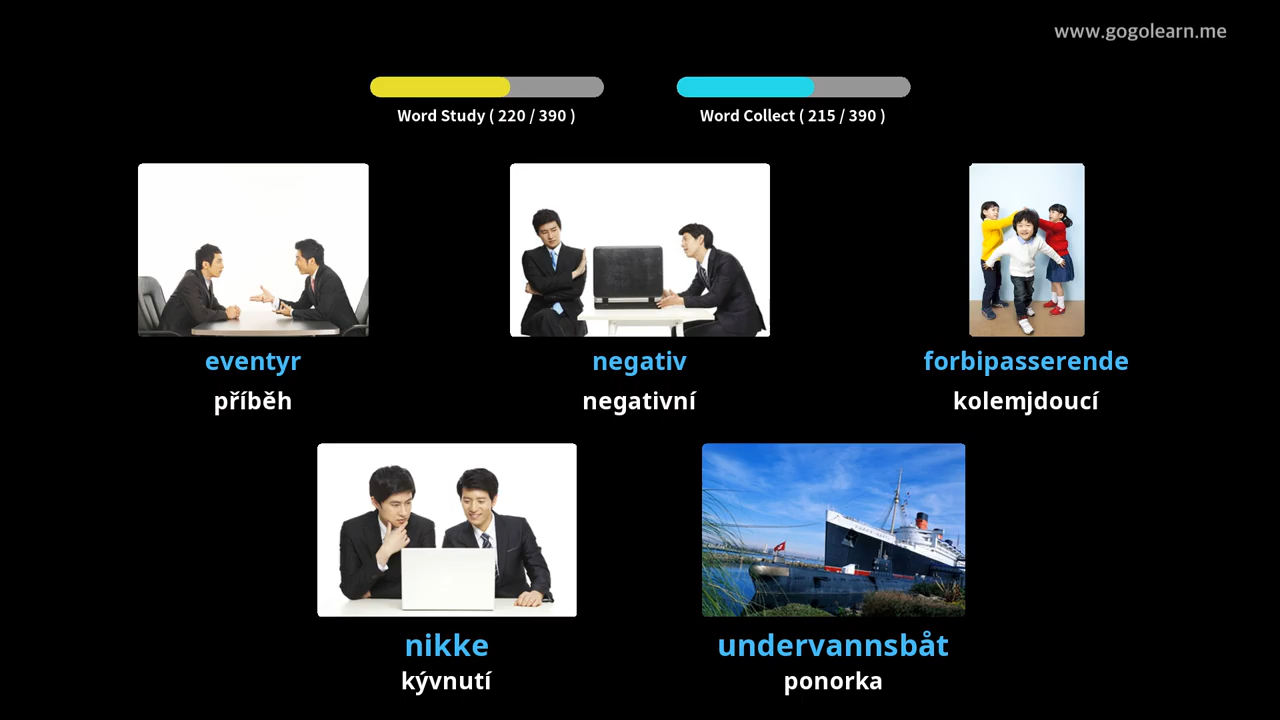 www.gogolearn.me
Word Study ( 220 / 390 )
Word Collect ( 215 / 390 )
eventyr
negativ
forbipasserende
příběh
negativní
kolemjdoucí
nikke
undervannsbåt
kývnutí
ponorka